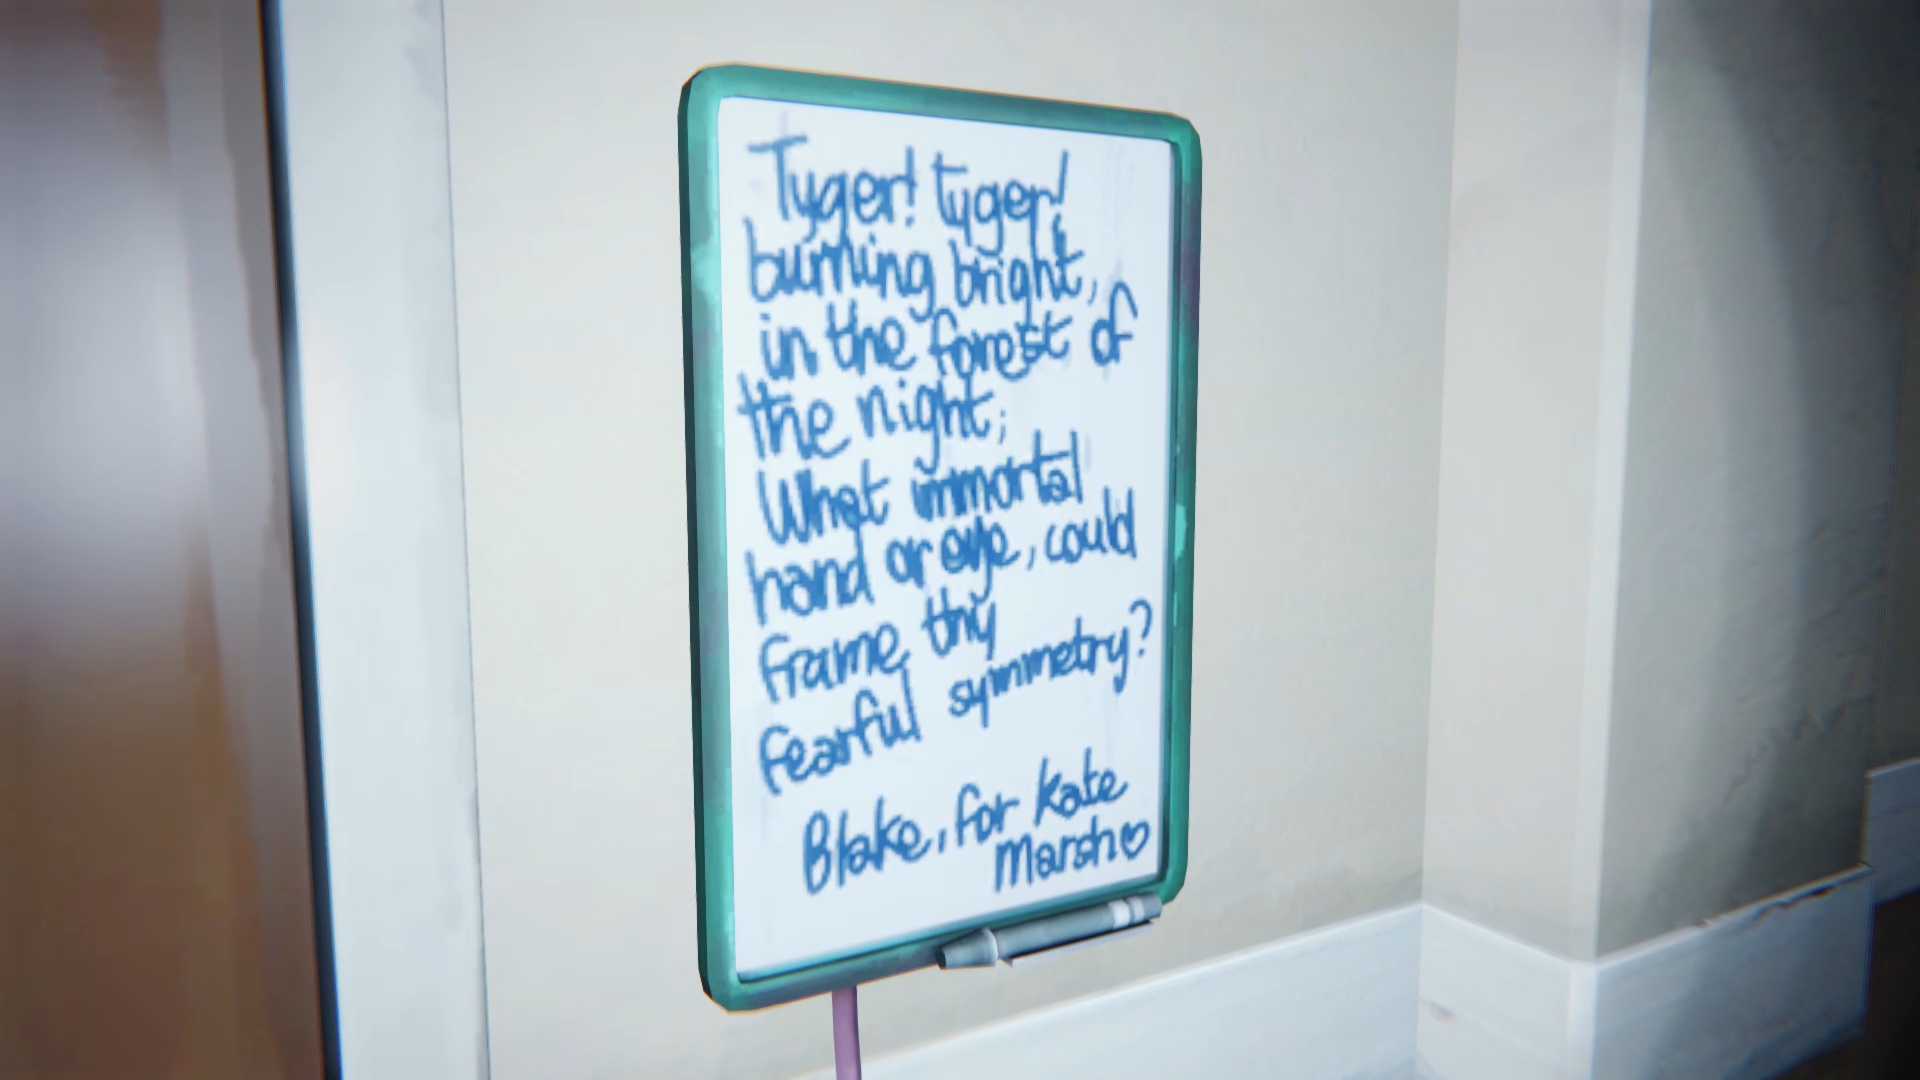 Tyger! tyger!
burning bright,
in the forest of
the night;
What immortal
hand or eye, could
frame thy
fearful symmetry?
Blake, for Kate
Marsh♡